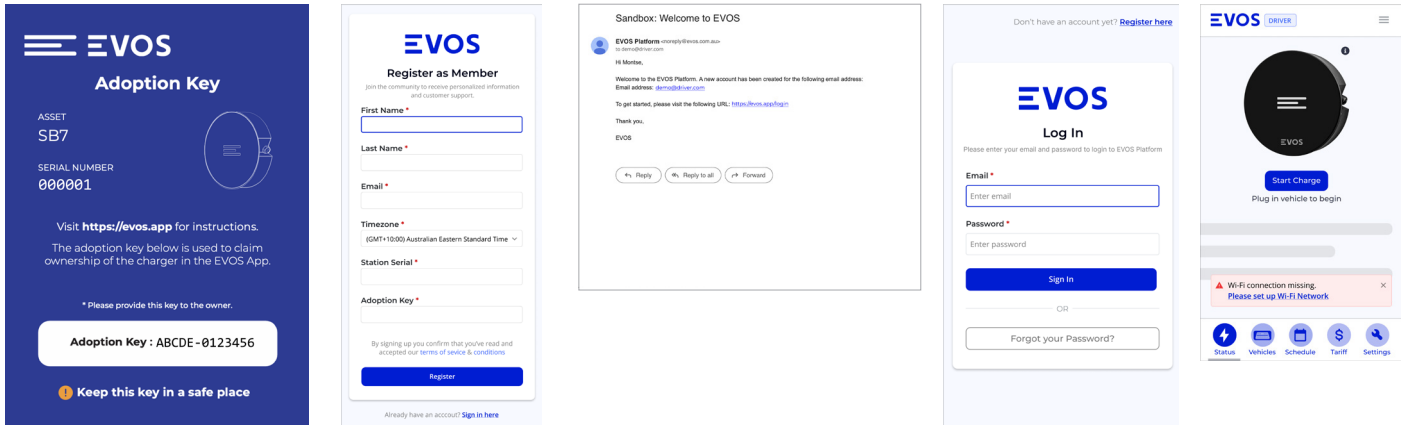 EVOS
Adoption Key
ASSET
SB7
SERIAL NUMBER
000001
Visit https://evos.app for instructions.
The adoption key below is used to claim
ownership of the charger in the EVOS App.
* Please provide this key to the owner.
Adoption Key : ABCDE-0123456
! Keep this key in a safe place
EVOS
Register as Member
Join the community to receive personalized information
and customer support.
First Name *
Last Name *
Email *
Timezone *
(GMT+10:00) Australian Eastern Standard Time
Station Serial *
Adoption Key *
By signing up you confirm that you've read and
accepted our terms of sevice & conditions
Register
Already have an accout? Sign in here
Sandbox: Welcome to EVOS
EVOS Platform <noreply@evos.com.au>
to demo@driver.com
Hi Montse,
Welcome to the EVOS Platform. A new account has been created for the following email address:
Email address: demo@driver.com
To get started, please visit the following URL: https://evos.app/login
Thank you,
EVOS
Reply
Reply to all
Forward
Don't have an account yet? Register here
EVOS
Log In
Please enter your email and password to login to EVOS Platform
Email *
Enter email
Password *
Enter password
Sign In
OR
Forgot your Password?
EVOS DRIVER
EVOS
Start Charge
Plug in vehicle to begin
Wi-Fi connection missing.
Please set up Wi-Fi Network
Status
Vehicles
Schedule
Tariff
Settings